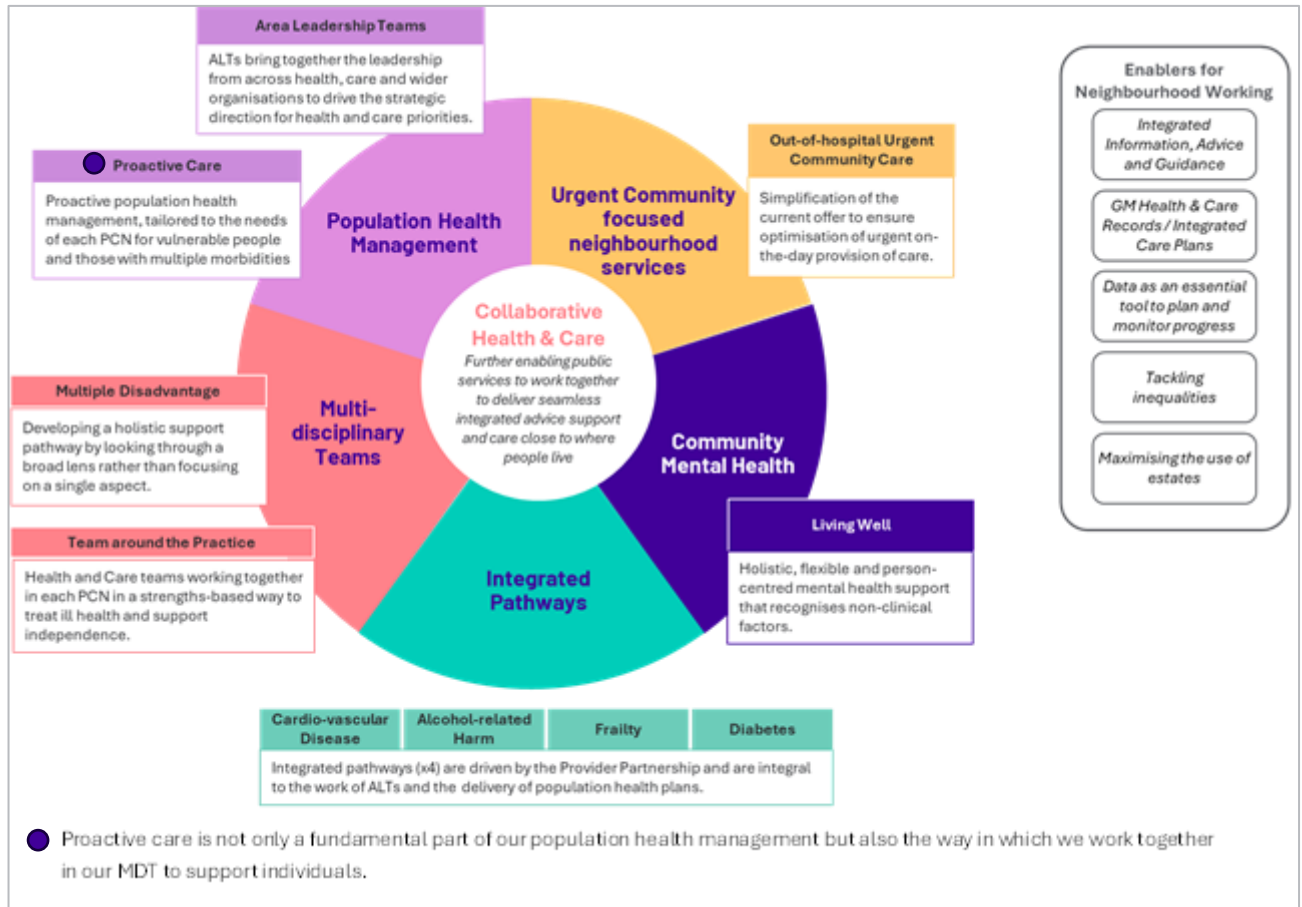 Area Leadership Teams
ALTs bring together the leadership
from across health, care and wider
organisations to drive the strategic
direction for health and care priorities.
Proactive Care
Proactive population health
management, tailored to the needs
of each PCN for vulnerable people
and those with multiple morbidities
Population Health
Management
Urgent Community
focused
neighbourhood
services
Out-of-hospital Urgent
Community Care
Simplification of the
current offer to ensure
optimisation of urgent on-
the-day provision of care.
Collaborative
Health & Care
Further enabling public
services to work together
to deliver seamless
integrated advice support
and care close to where
people live
Multiple Disadvantage
Developing a holistic support
pathway by looking through a
broad lens rather than focusing
on a single aspect.
Multi-
disciplinary
Teams
Team around the Practice
Health and Care teams working together
in each PCN in a strengths-based way to
treat ill health and support
independence.
Community
Mental Health
Living Well
Holistic, flexible and person-
centred mental health support
that recognises non-clinical
factors.
Integrated
Pathways
Cardio-vascular
Disease
Alcohol-related
Harm
Frailty
Diabetes
Integrated pathways (x4) are driven by the Provider Partnership and are integral
to the work of ALTs and the delivery of population health plans.
Enablers for
Neighbourhood Working
Integrated
Information, Advice
and Guidance
GM Health & Care
Records / Integrated
Care Plans
Data as an essential
tool to plan and
monitor progress
Tackling
inequalities
Maximising the use of
estates
Proactive care is not only a fundamental part of our population health management but also the way in which we work together
in our MDT to support individuals.